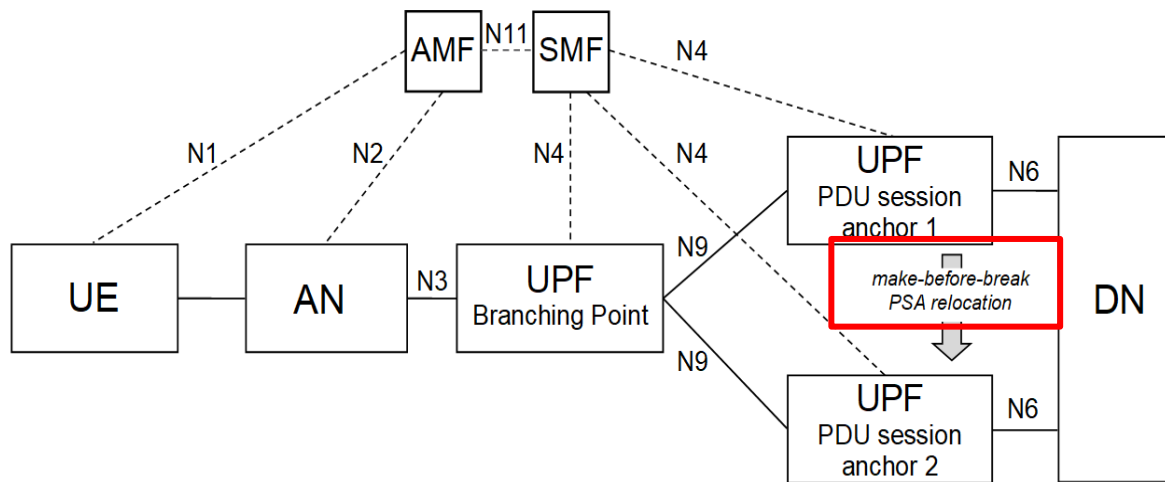 AMF
N11
SMF
N4
N1
N2
N4
N4
UPF
PDU session
anchor 1
N6
N9
make-before-break
PSA relocation
UE
AN
N3
UPF
Branching Point
DN
N9
UPF
PDU session
anchor 2
N6